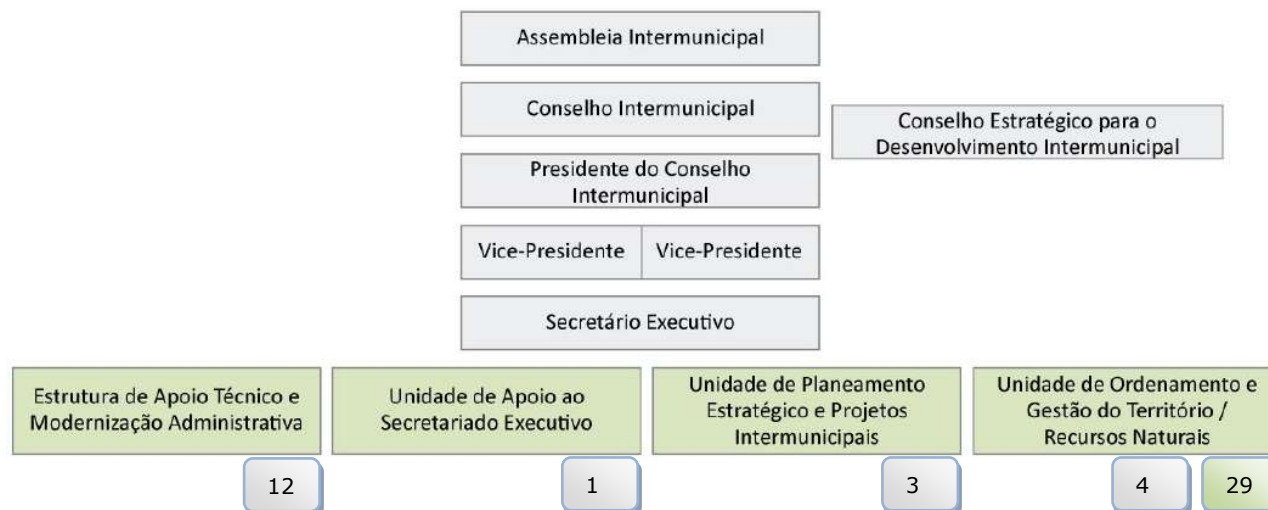 Assembleia Intermunicipal
Conselho Intermunicipal
Conselho Estratégico para o
Desenvolvimento Intermunicipal
Presidente do Conselho
Intermunicipal
Vice-Presidente
Vice-Presidente
Secretário Executivo
Estrutura de Apoio Técnico e
Modernização Administrativa
Unidade de Apoio ao
Secretariado Executivo
Unidade de Planeamento
Estratégico e Projetos
Intermunicipais
Unidade de Ordenamento e
Gestão do Território /
Recursos Naturais
12
1
3
4
29